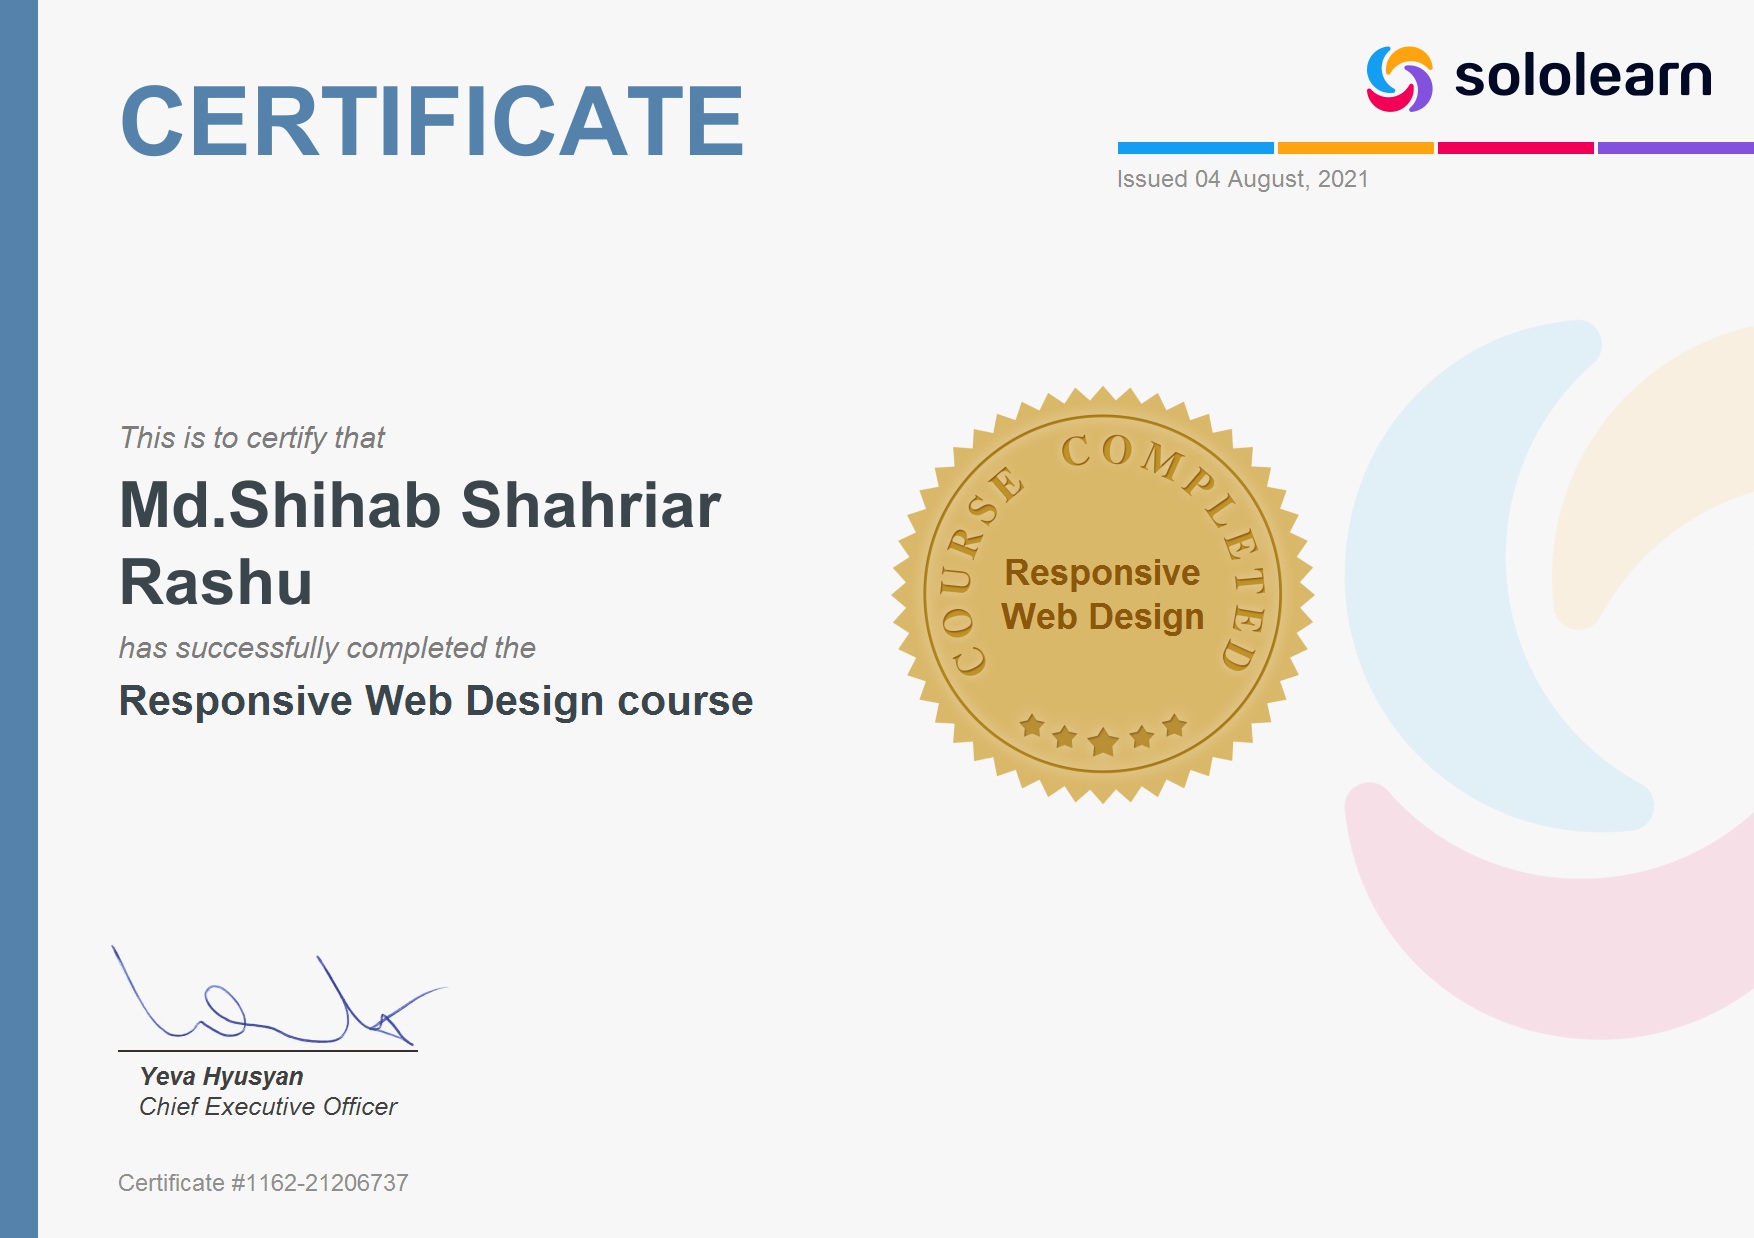 CERTIFICATE
sololearn
Issued 04 August, 2021
This is to certify that
Md.Shihab Shahriar
Rashu
has successfully completed the
Responsive Web Design course
COURSE COMPLETED
Responsive
Web Design
Yeva Hyusyan
Chief Executive Officer
Certificate #1162-21206737